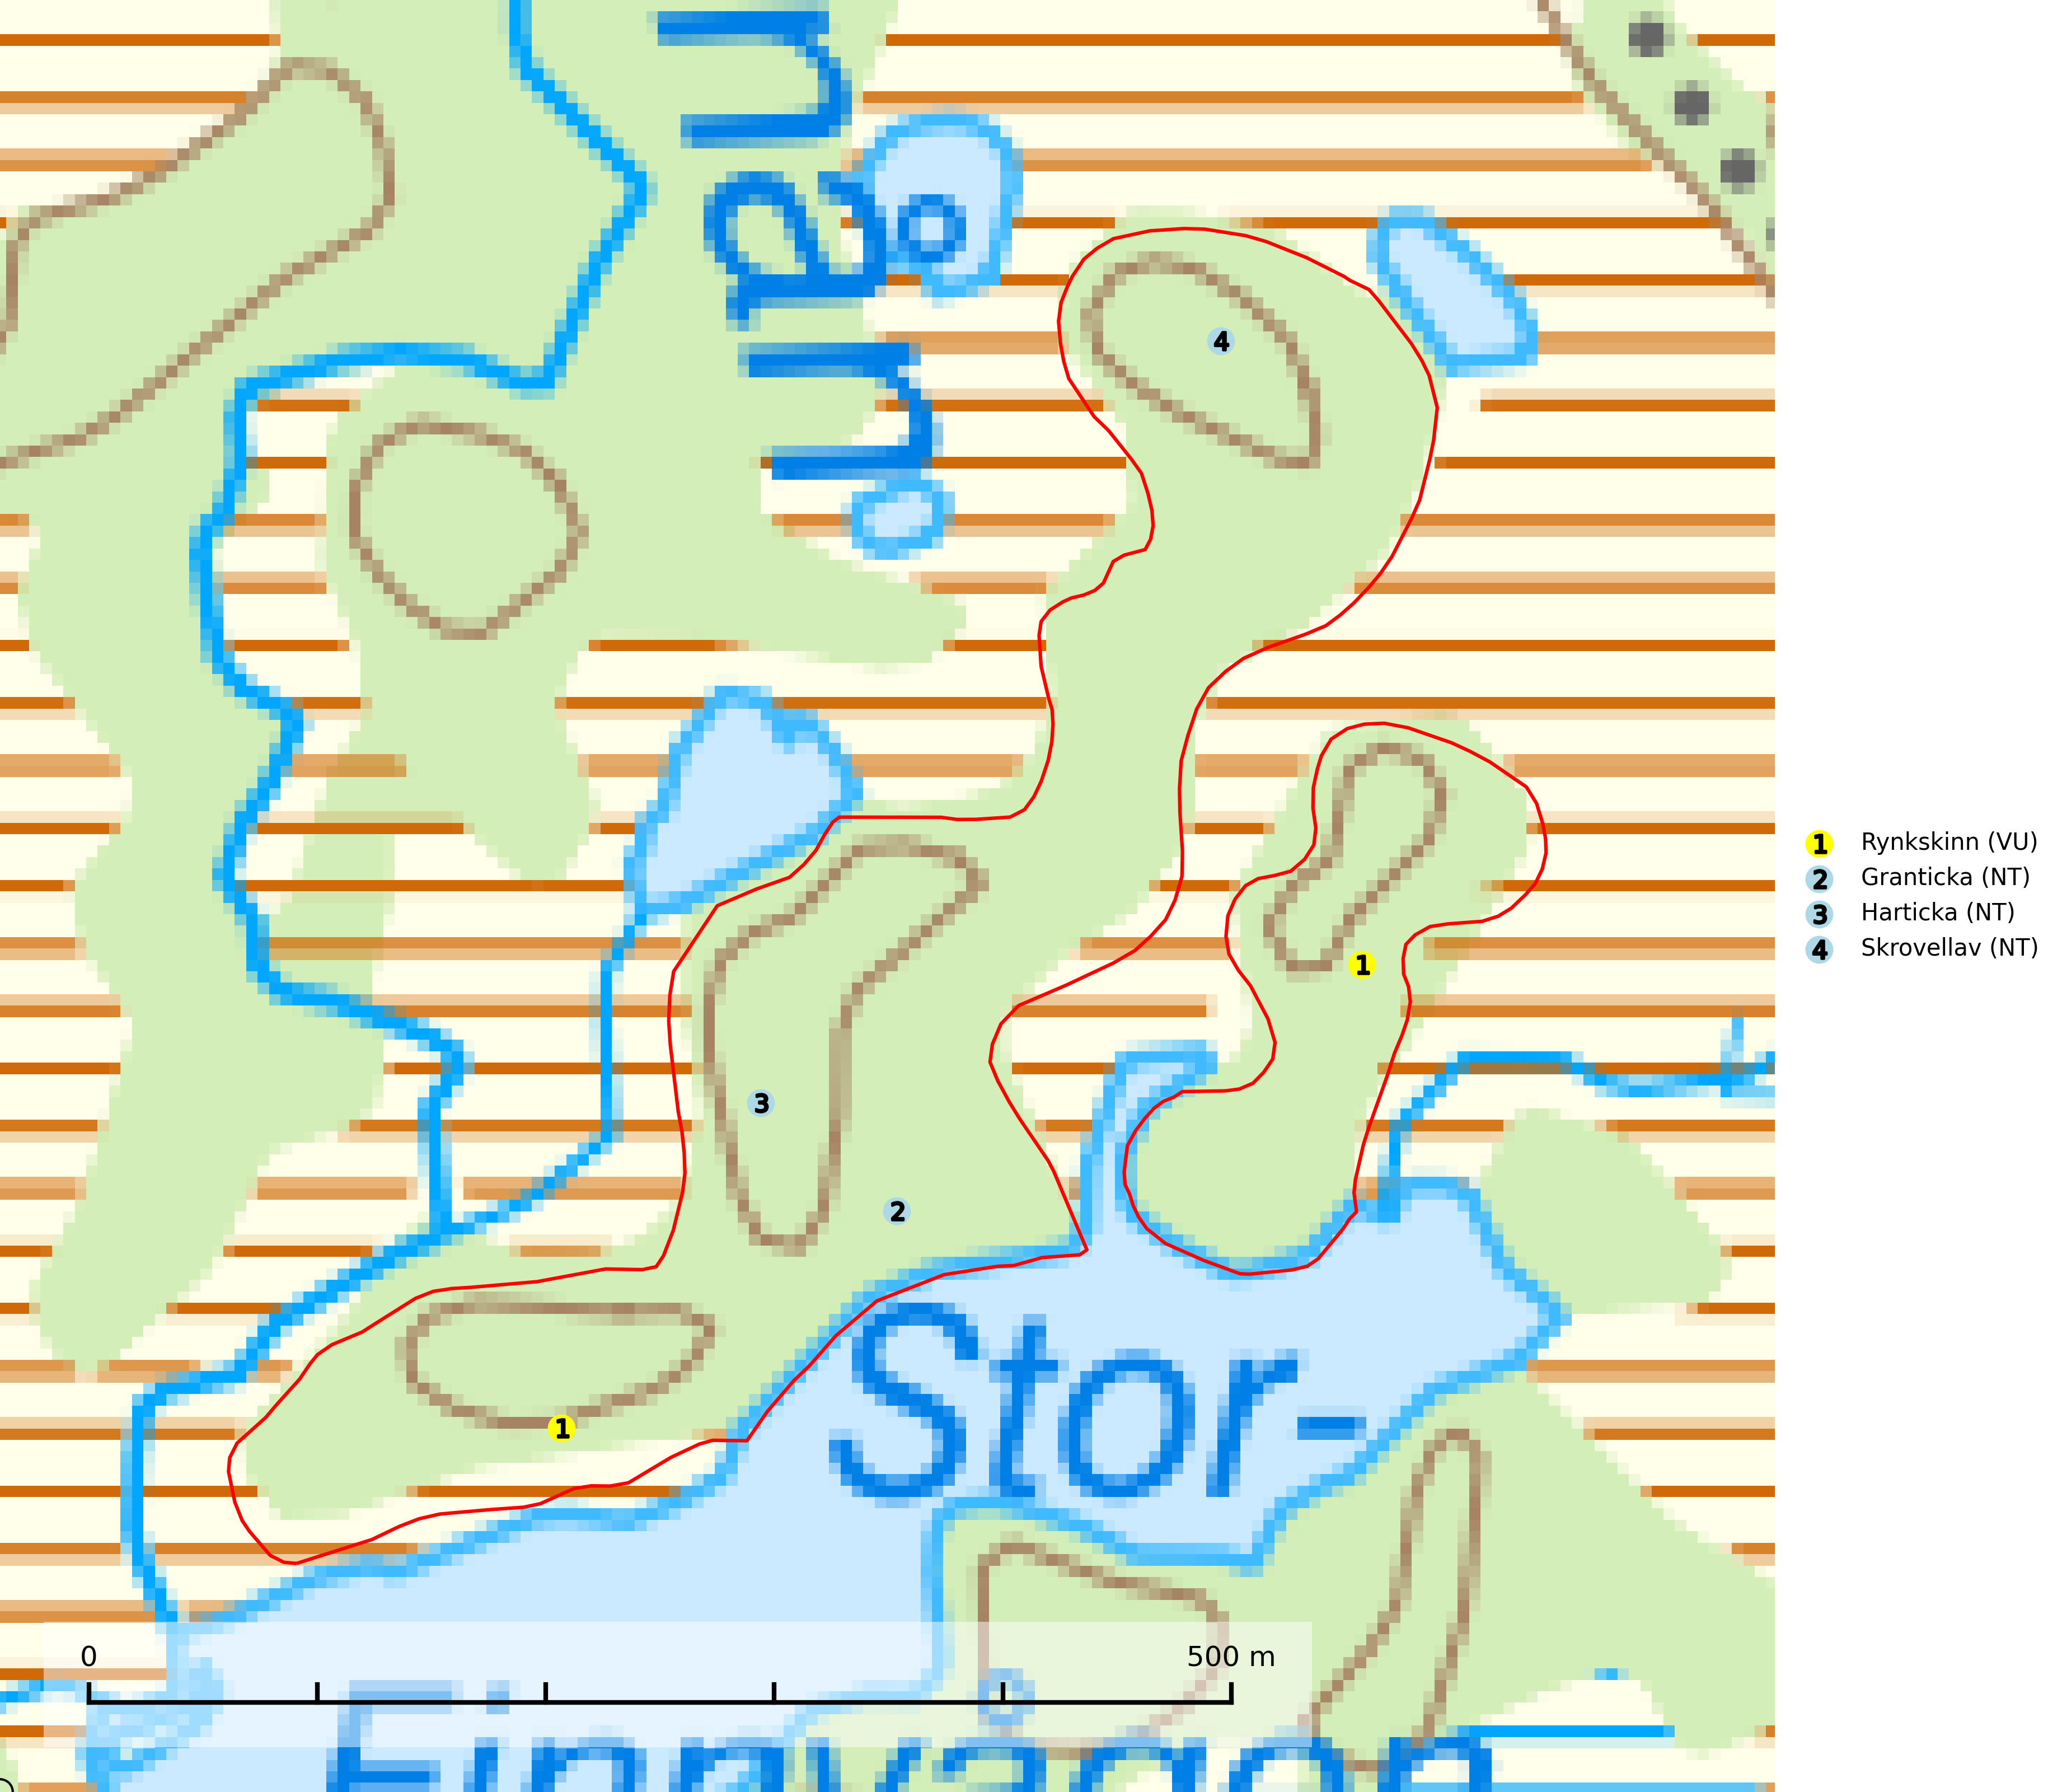 4
1
3
2
1
Stor-
0 500 m
1 Rynkskinn (VU)
2 Granticka (NT)
3 Harticka (NT)
4 Skrovellav (NT)